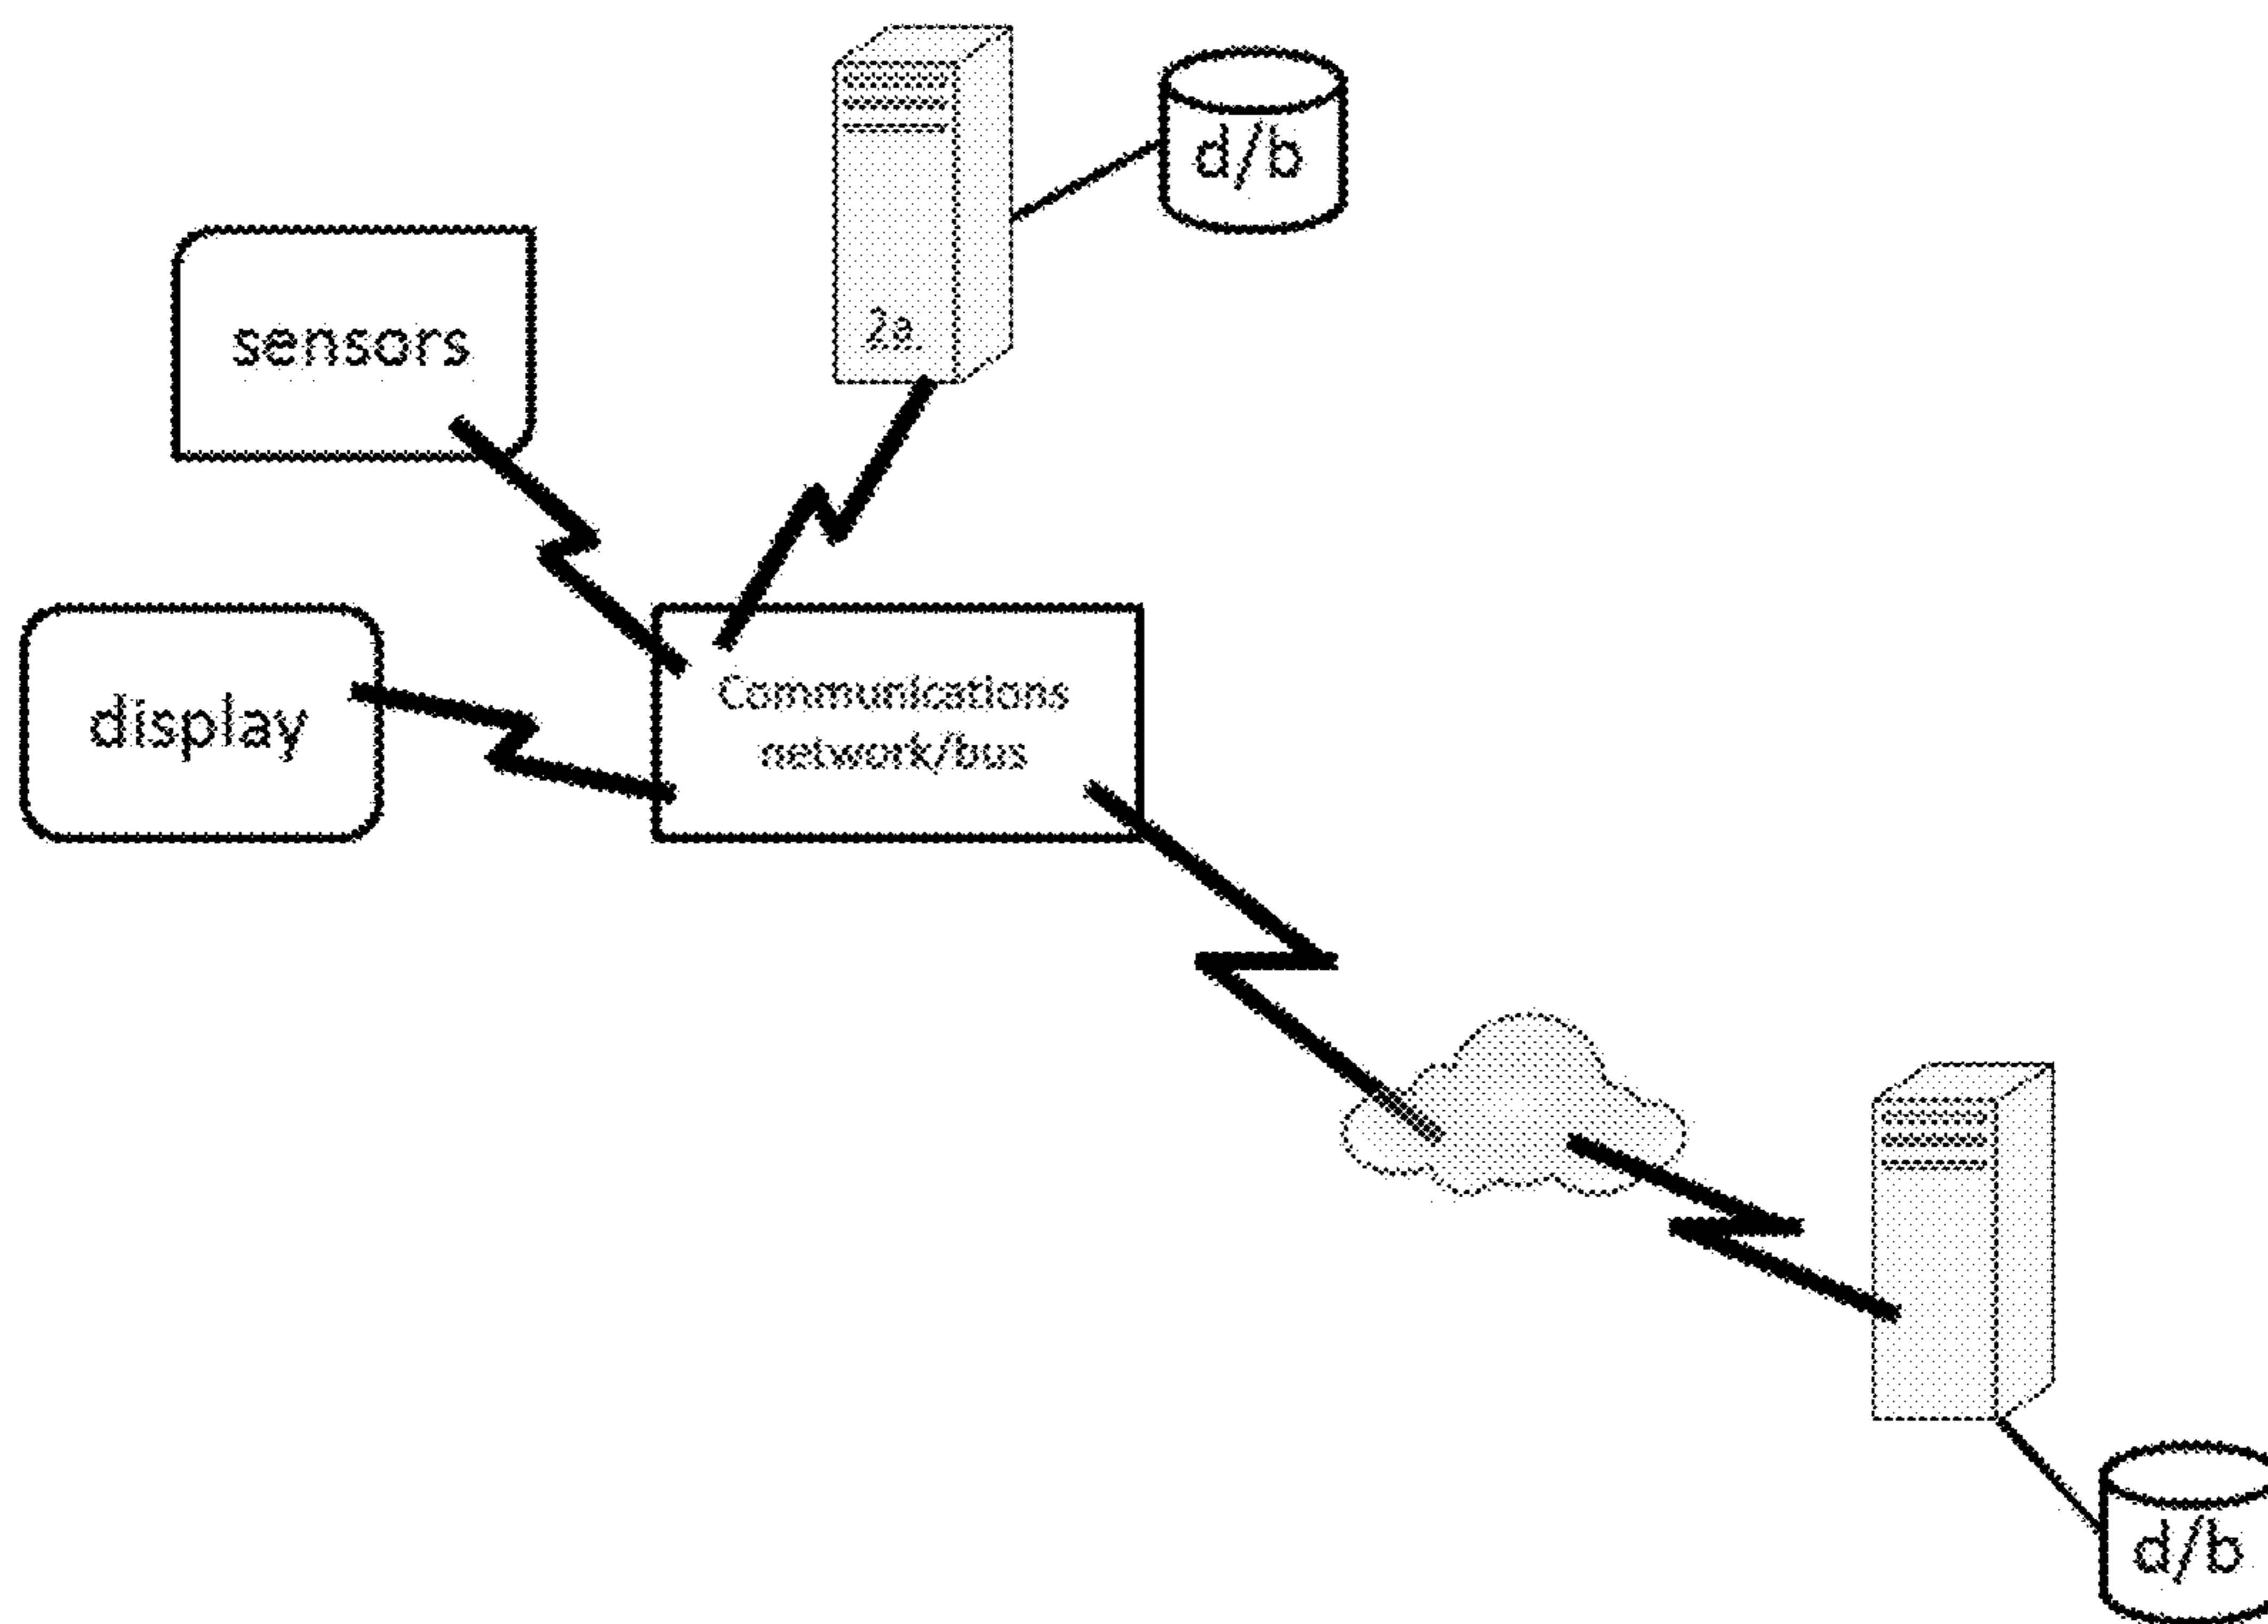 d/b
2a
sensors
display
Communications
network/bus
d/b